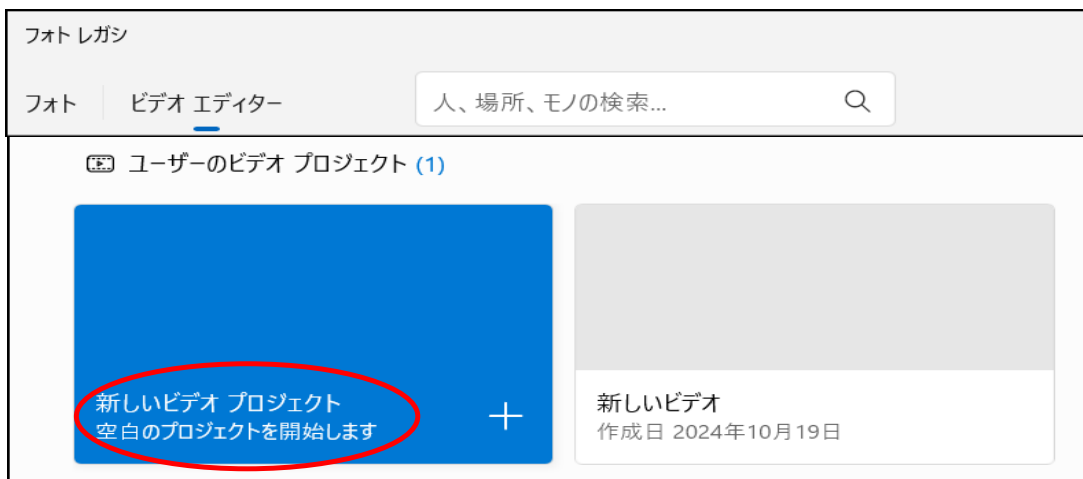 フォト レガシ
フォト ビデオ エディター 人、場所、モノの検索...
ユーザーのビデオ プロジェクト (1)
新しいビデオ プロジェクト
空白のプロジェクトを開始します
新しいビデオ
作成日 2024年10月19日